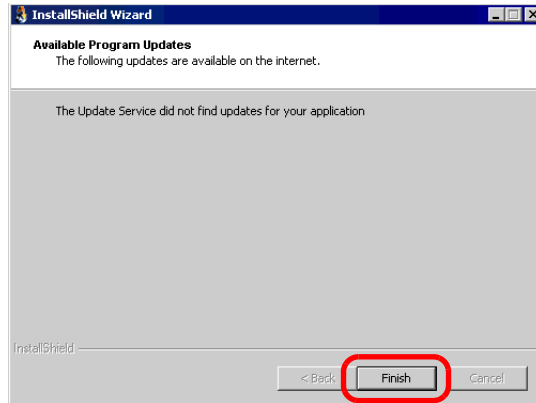 InstallShield Wizard
Available Program Updates
The following updates are available on the internet.
The Update Service did not find updates for your application
InstallShield
< Back Finish Cancel